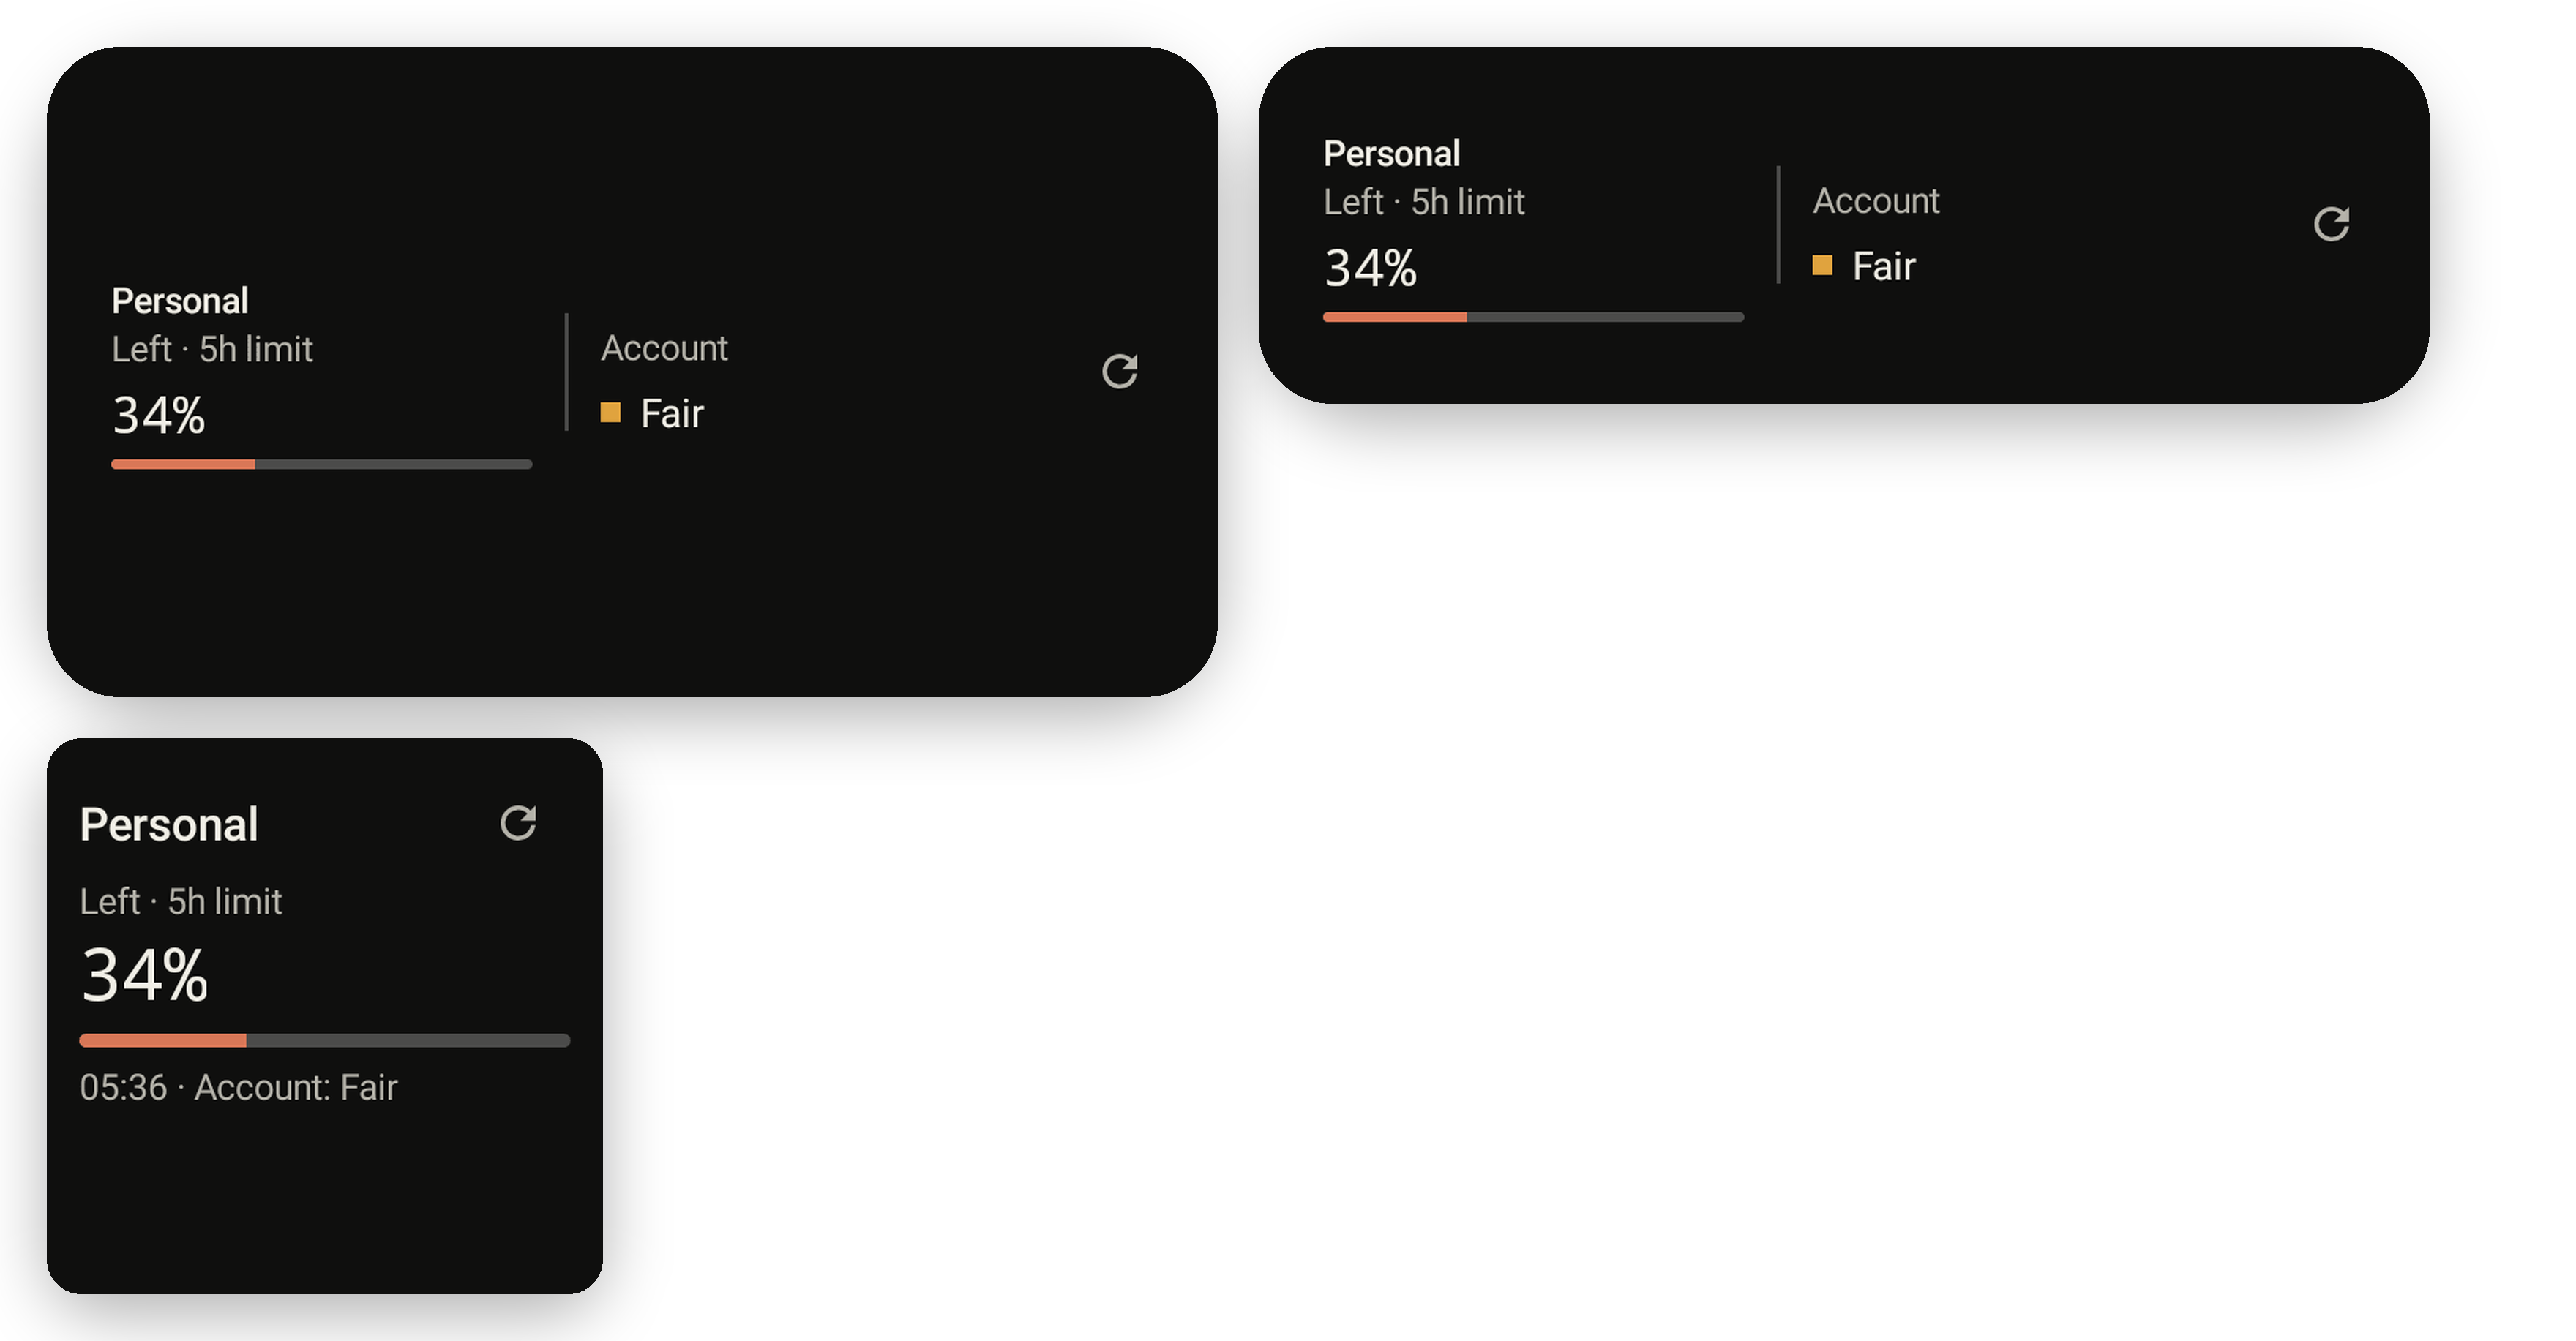 Personal
Left · 5h limit
34%
Account
Fair
Personal
Left · 5h limit
34%
Account
Fair
Personal
Left · 5h limit
34%
05:36 · Account: Fair